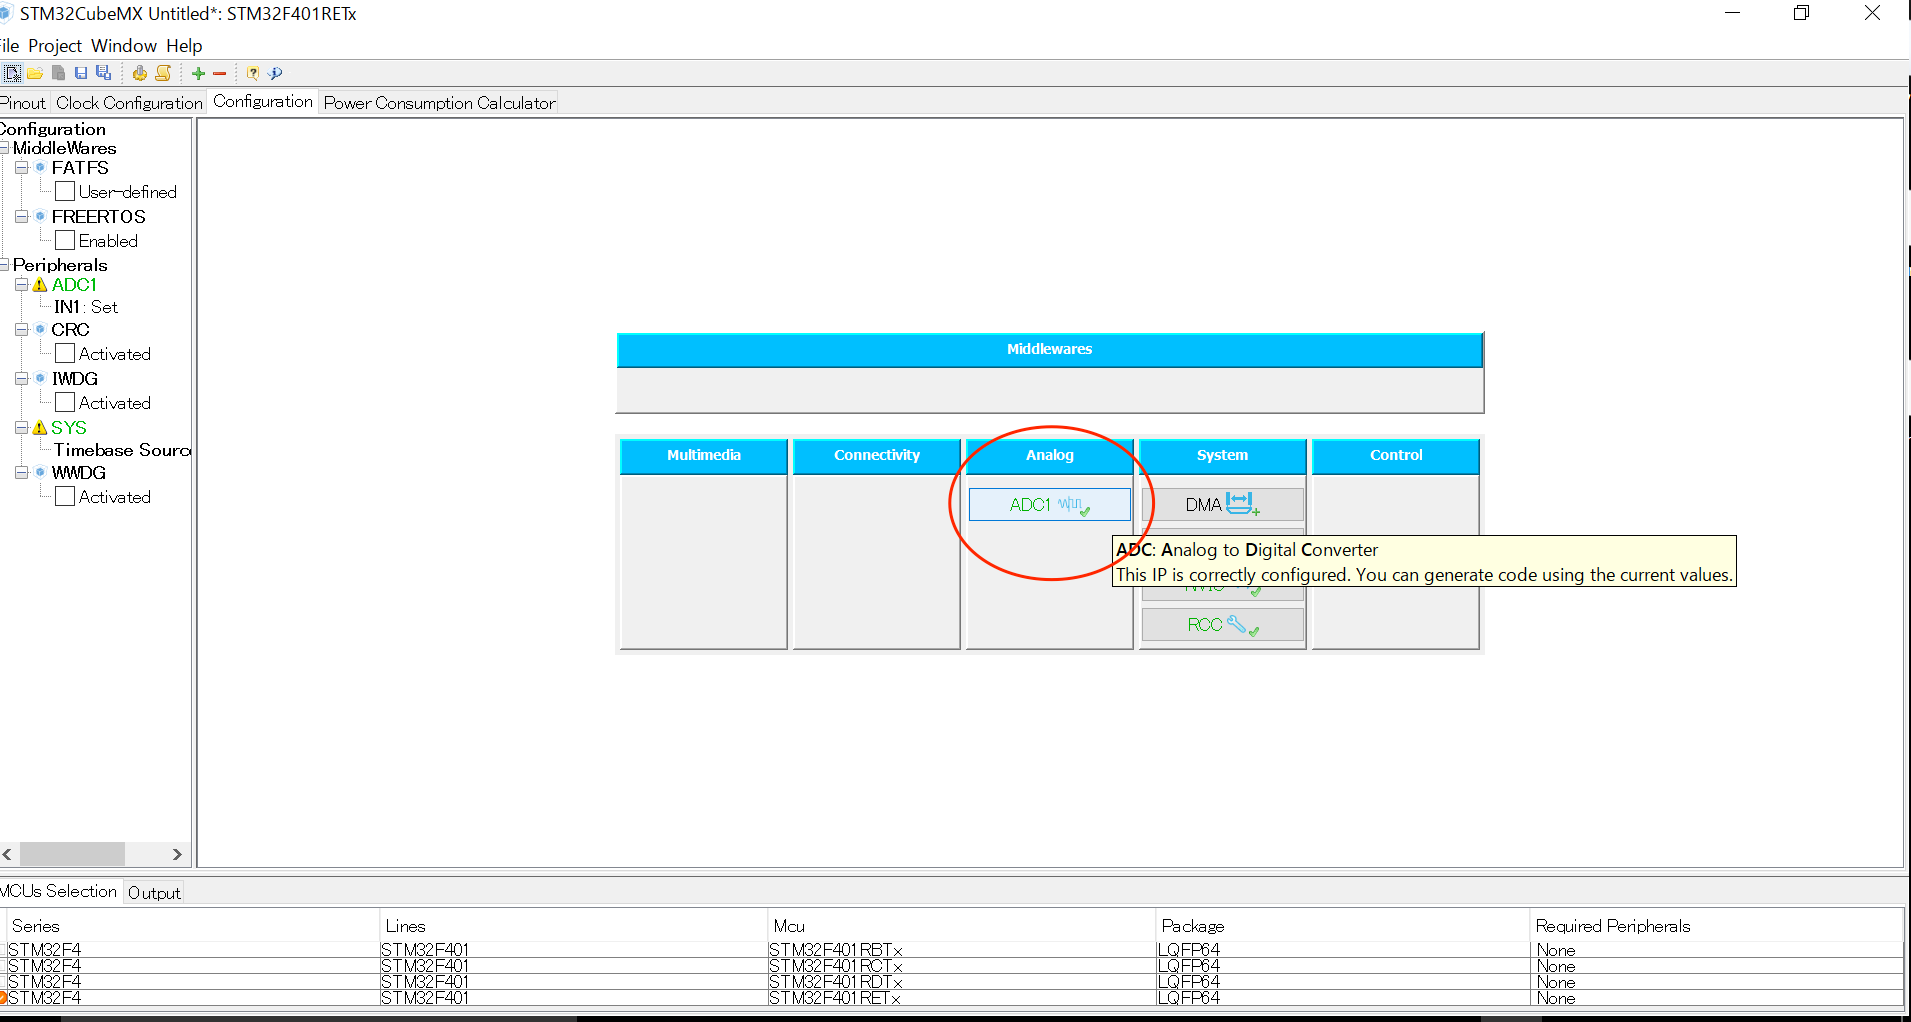 STM32CubeMX Untitled*: STM32F401RETx
File Project Window Help
Pinout Clock Configuration Configuration Power Consumption Calculator
Configuration
MiddleWares
FATFS
User-defined
FREERTOS
Enabled
Peripherals
ADC1
IN1: Set
CRC
Activated
IWDG
Activated
SYS
Timebase Sourc
WWDG
Activated
Middlewares
Multimedia Connectivity Analog System Control
ADC1 DMA
ADC: Analog to Digital Converter
This IP is correctly configured. You can generate code using the current values.
NVIC
RCC
MCUs Selection Output
Series Lines Mcu Package Required Peripherals
STM32F4 STM32F401 STM32F401RBTx LQFP64 None
STM32F4 STM32F401 STM32F401RCTx LQFP64 None
STM32F4 STM32F401 STM32F401RDTx LQFP64 None
STM32F4 STM32F401 STM32F401RETx LQFP64 None